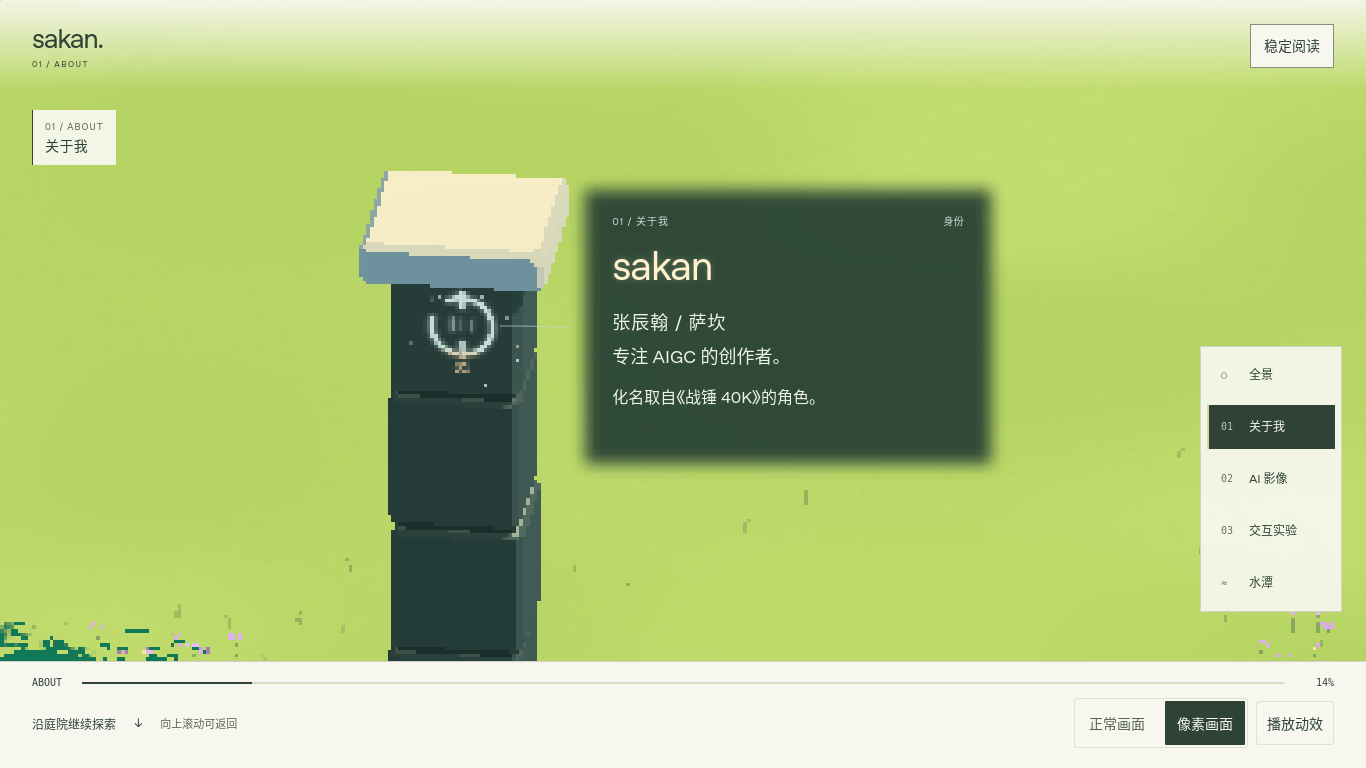 sakan.
01 / ABOUT
稳定阅读
01 / ABOUT
关于我
01 / 关于我
身份
sakan
张辰翰 / 萨坎
专注 AIGC 的创作者。
化名取自《战锤 40K》的角色。
○ 全景
01 关于我
02 AI 影像
03 交互实验
≈ 水潭
ABOUT
14%
沿庭院继续探索 ↓ 向上滚动可返回
正常画面
像素画面
播放动效